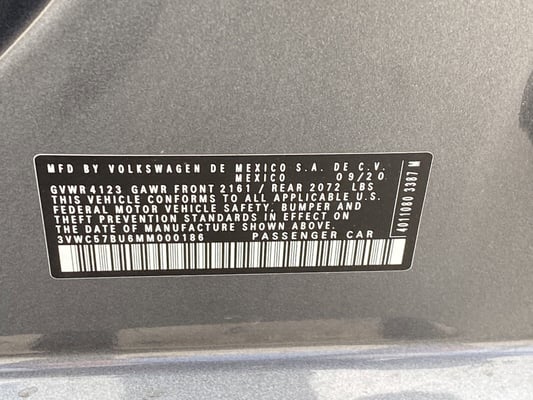 MFD BY VOLKSWAGEN DE MEXICO S.A. DE C.V.
MEXICO 09/20
GVWR 4123 GAWR FRONT 2161 / REAR 2072 LBS
THIS VEHICLE CONFORMS TO ALL APPLICABLE U.S.
FEDERAL MOTOR VEHICLE SAFETY, BUMPER AND
THEFT PREVENTION STANDARDS IN EFFECT ON
THE DATE OF MANUFACTURE SHOWN ABOVE.
3VWC57BU6MM000186 PASSENGER CAR
4011080 3387 M